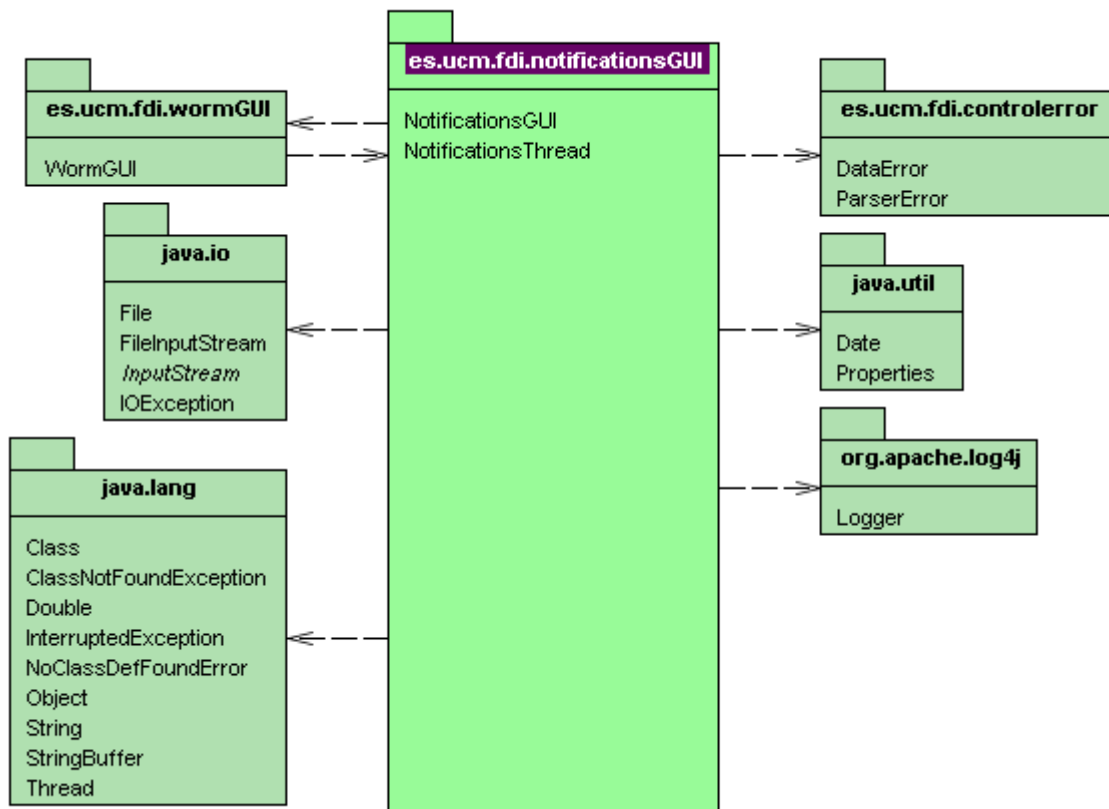 es.ucm.fdi.notificationsGUI
NotificationsGUI
NotificationsThread
es.ucm.fdi.wormGUI
WormGUI
java.io
File
FileInputStream
InputStream
IOException
java.lang
Class
ClassNotFoundException
Double
InterruptedException
NoClassDefFoundError
Object
String
StringBuffer
Thread
es.ucm.fdi.controlerror
DataError
ParserError
java.util
Date
Properties
org.apache.log4j
Logger